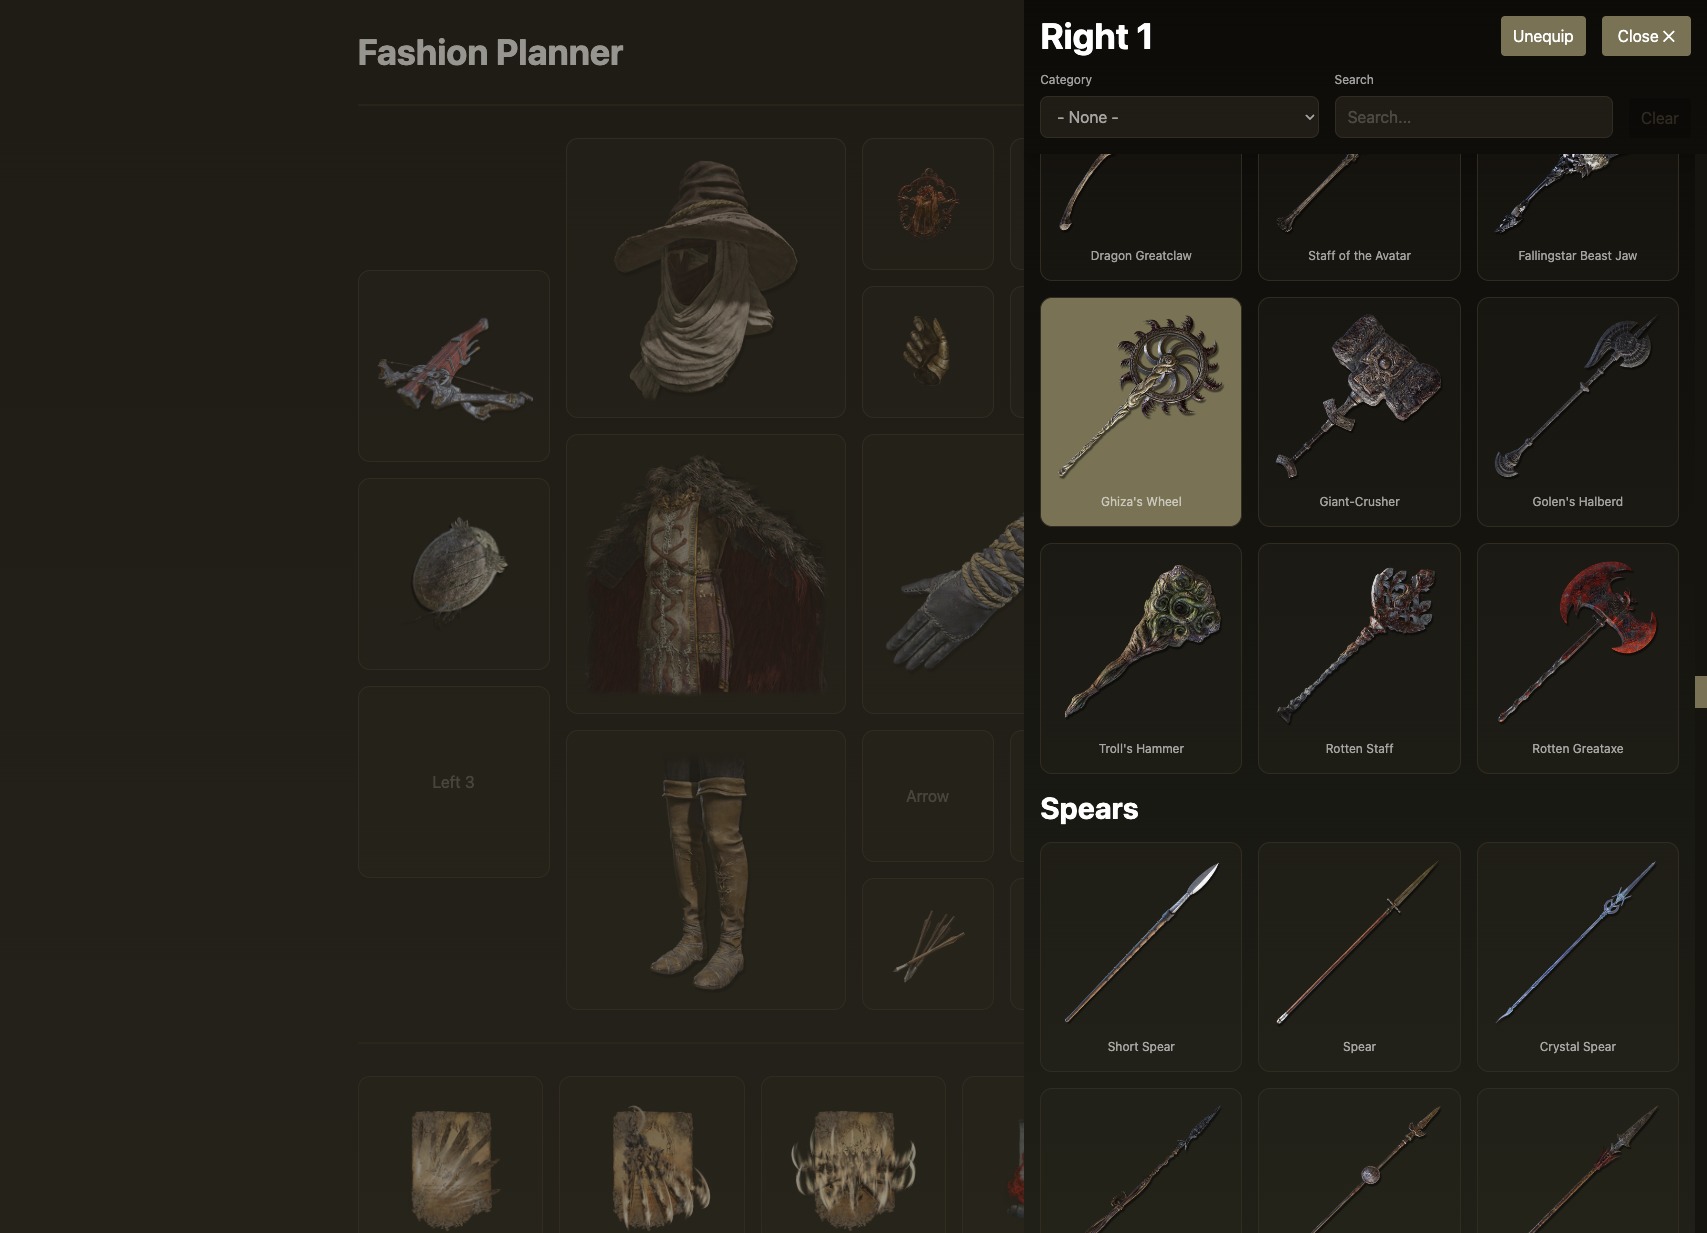 Fashion Planner
Left 3
Arrow
Right 1
Unequip
Close ✕
Category
Search
- None -
Search...
Clear
Dragon Greatclaw
Staff of the Avatar
Fallingstar Beast Jaw
Ghiza's Wheel
Giant-Crusher
Golen's Halberd
Troll's Hammer
Rotten Staff
Rotten Greataxe
Spears
Short Spear
Spear
Crystal Spear